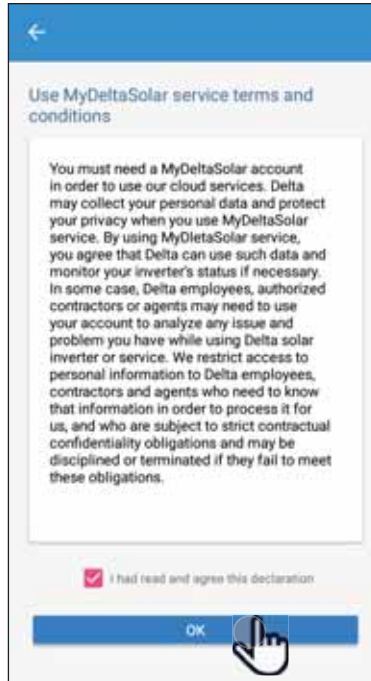 Use MyDeltaSolar service terms and
conditions
You must need a MyDeltaSolar account
in order to use our cloud services. Delta
may collect your personal data and protect
your privacy when you use MyDeltaSolar
service. By using MyDletaSolar service,
you agree that Delta can use such data and
monitor your inverter's status if necessary.
In some case, Delta employees, authorized
contractors or agents may need to use
your account to analyze any issue and
problem you have while using Delta solar
inverter or service. We restrict access to
personal information to Delta employees,
contractors and agents who need to know
that information in order to process it for
us, and who are subject to strict contractual
confidentiality obligations and may be
disciplined or terminated if they fail to meet
these obligations.
I had read and agree this declaration
OK